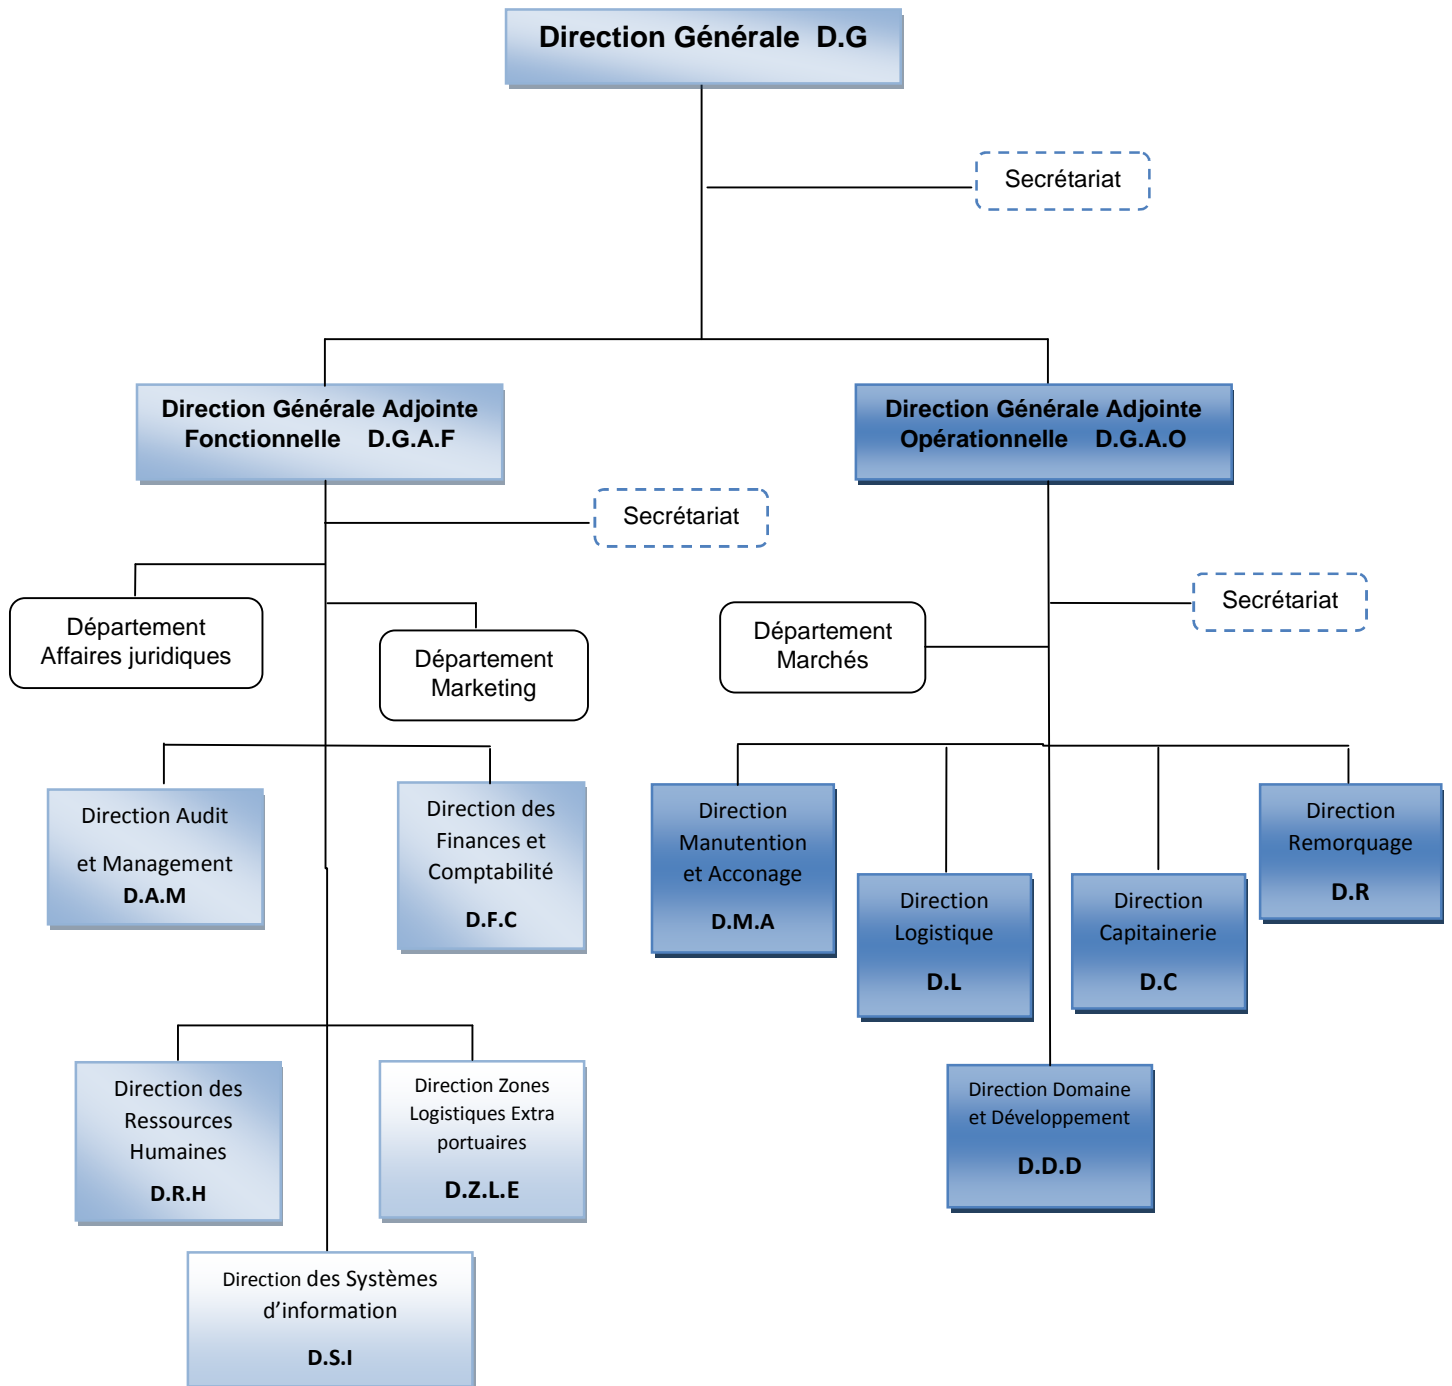 Direction Générale D.G
Secrétariat
Direction Générale Adjointe
Fonctionnelle D.G.A.F
Direction Générale Adjointe
Opérationnelle D.G.A.O
Secrétariat
Secrétariat
Département
Affaires juridiques
Département
Marketing
Département
Marchés
Direction Audit
et Management
D.A.M
Direction des
Finances et
Comptabilité
D.F.C
Direction
Manutention
et Acconage
D.M.A
Direction
Logistique
D.L
Direction
Capitainerie
D.C
Direction
Remorquage
D.R
Direction des
Ressources
Humaines
D.R.H
Direction Zones
Logistiques Extra
portuaires
D.Z.L.E
Direction Domaine
et Développement
D.D.D
Direction des Systèmes
d'information
D.S.I